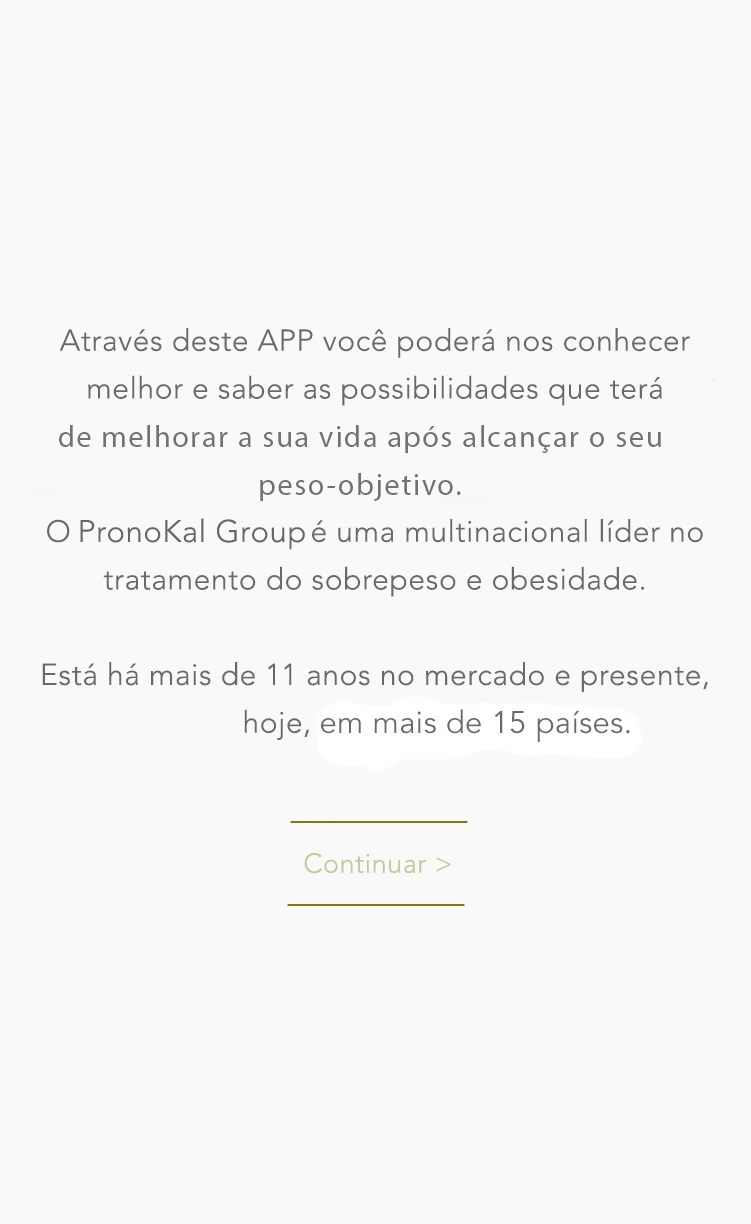 Através deste APP você poderá nos conhecer
melhor e saber as possibilidades que terá
de melhorar a sua vida após alcançar o seu
peso-objetivo.
O PronoKal Group é uma multinacional líder no
tratamento do sobrepeso e obesidade.
Está há mais de 11 anos no mercado e presente,
hoje, em mais de 15 países.
Continuar >